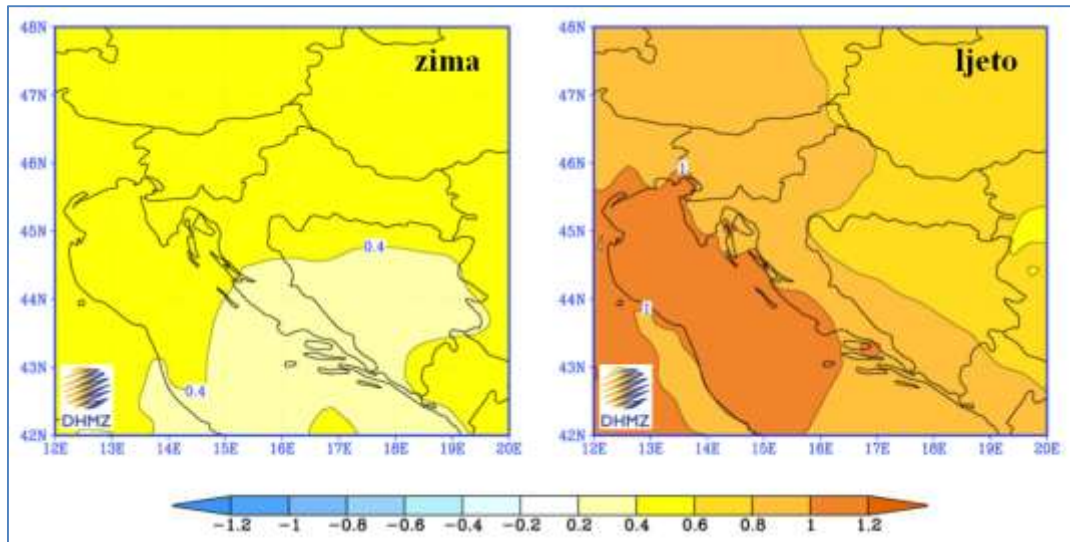 48N
47N
46N
45N
44N
43N
42N
12E 13E 14E 15E 16E 17E 18E 19E 20E
zima
0.4
0.4
DHMZ
48N
47N
46N
45N
44N
43N
42N
12E 13E 14E 15E 16E 17E 18E 19E 20E
ljeto
1
1
DHMZ
−1.2 −1 −0.8 −0.6 −0.4 −0.2 0.2 0.4 0.6 0.8 1 1.2